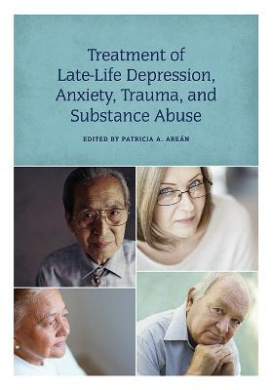 Treatment of
Late-Life Depression,
Anxiety, Trauma, and
Substance Abuse
EDITED BY PATRICIA A. AREÁN